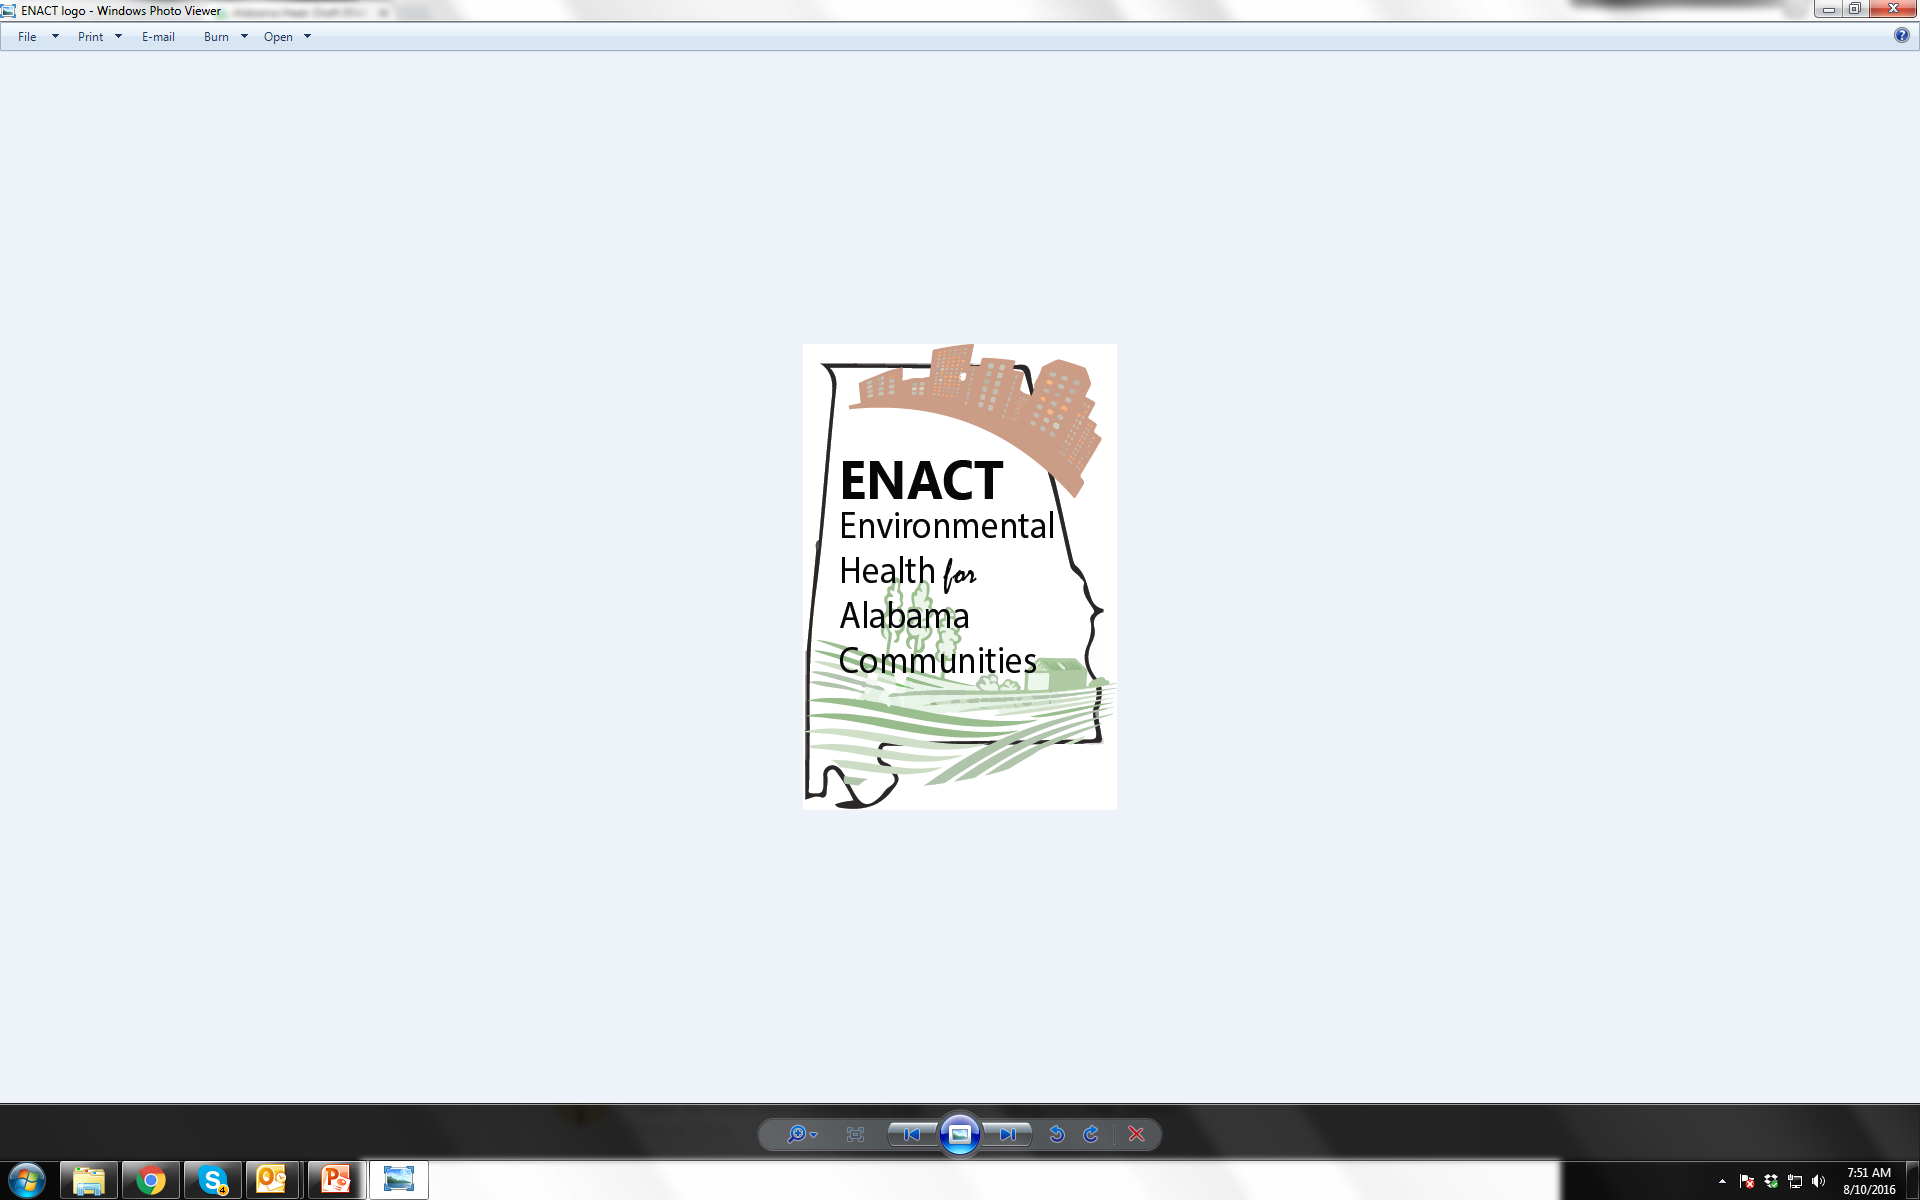 ENACT logo - Windows Photo Viewer
File Print E-mail Burn Open
ENACT
Environmental
Health for
Alabama
Communities
4
7:51 AM
8/10/2016